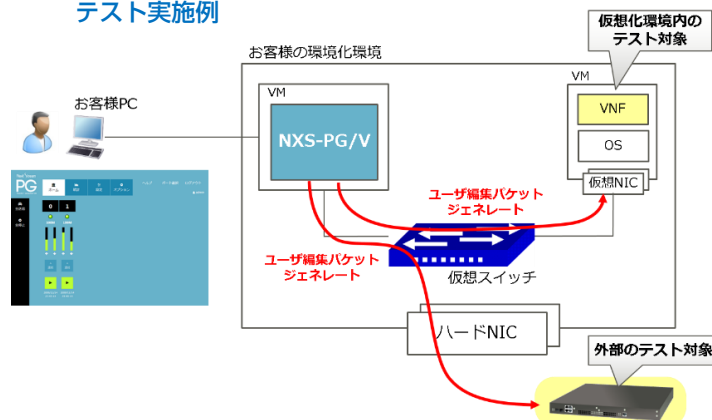 テスト実施例
仮想化環境内の
テスト対象
お客様の環境化環境
VM
VM
お客様PC
NXS-PG/V
VNF
OS
仮想NIC
PG
0 1
ユーザ編集パケット
ジェネレート
ユーザ編集パケット
ジェネレート
仮想スイッチ
ハードNIC
外部のテスト対象